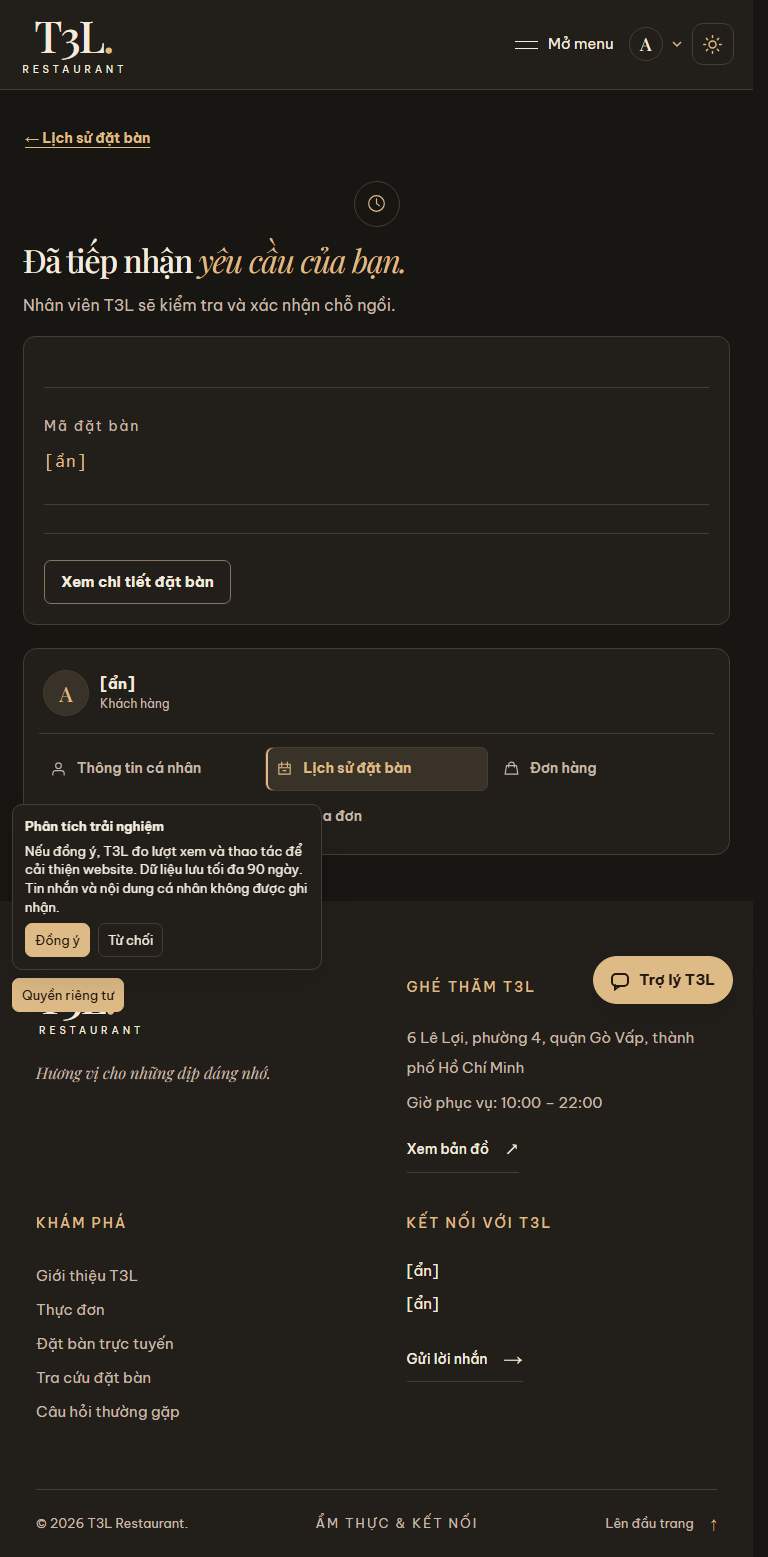 T3L.
RESTAURANT
Mở menu
A
← Lịch sử đặt bàn
Đã tiếp nhận yêu cầu của bạn.
Nhân viên T3L sẽ kiểm tra và xác nhận chỗ ngồi.
Mã đặt bàn
[ẩn]
Xem chi tiết đặt bàn
A
[ẩn]
Khách hàng
Thông tin cá nhân
Lịch sử đặt bàn
Đơn hàng
a đơn
Phân tích trải nghiệm
Nếu đồng ý, T3L đo lượt xem và thao tác để
cải thiện website. Dữ liệu lưu tối đa 90 ngày.
Tin nhắn và nội dung cá nhân không được ghi
nhận.
Đồng ý
Từ chối
Quyền riêng tư
RESTAURANT
Hương vị cho những dịp đáng nhớ.
GHÉ THĂM T3L
Trợ lý T3L
6 Lê Lợi, phường 4, quận Gò Vấp, thành
phố Hồ Chí Minh
Giờ phục vụ: 10:00 – 22:00
Xem bản đồ ↗
KHÁM PHÁ
Giới thiệu T3L
Thực đơn
Đặt bàn trực tuyến
Tra cứu đặt bàn
Câu hỏi thường gặp
KẾT NỐI VỚI T3L
[ẩn]
[ẩn]
Gửi lời nhắn →
© 2026 T3L Restaurant.
ẨM THỰC & KẾT NỐI
Lên đầu trang ↑